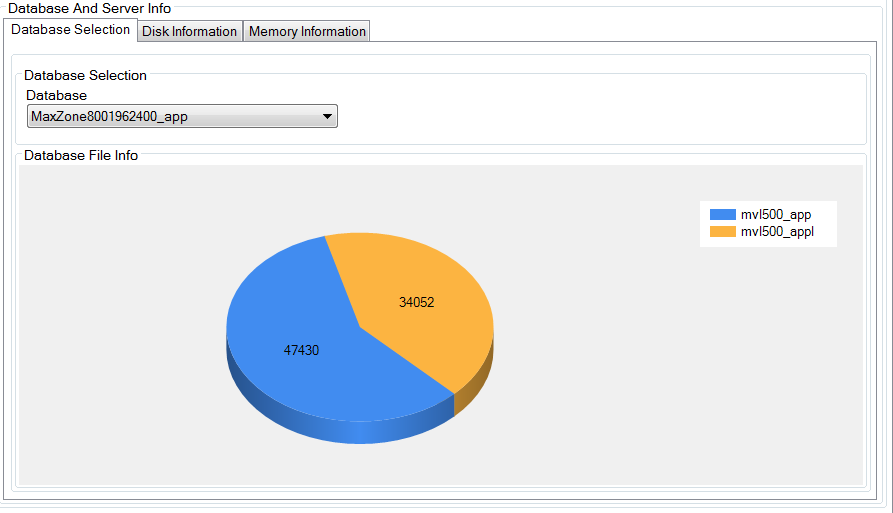 Database And Server Info
Database Selection Disk Information Memory Information
Database Selection
Database
MaxZone8001962400_app
Database File Info
mvl500_app
mvl500_appl
34052
47430